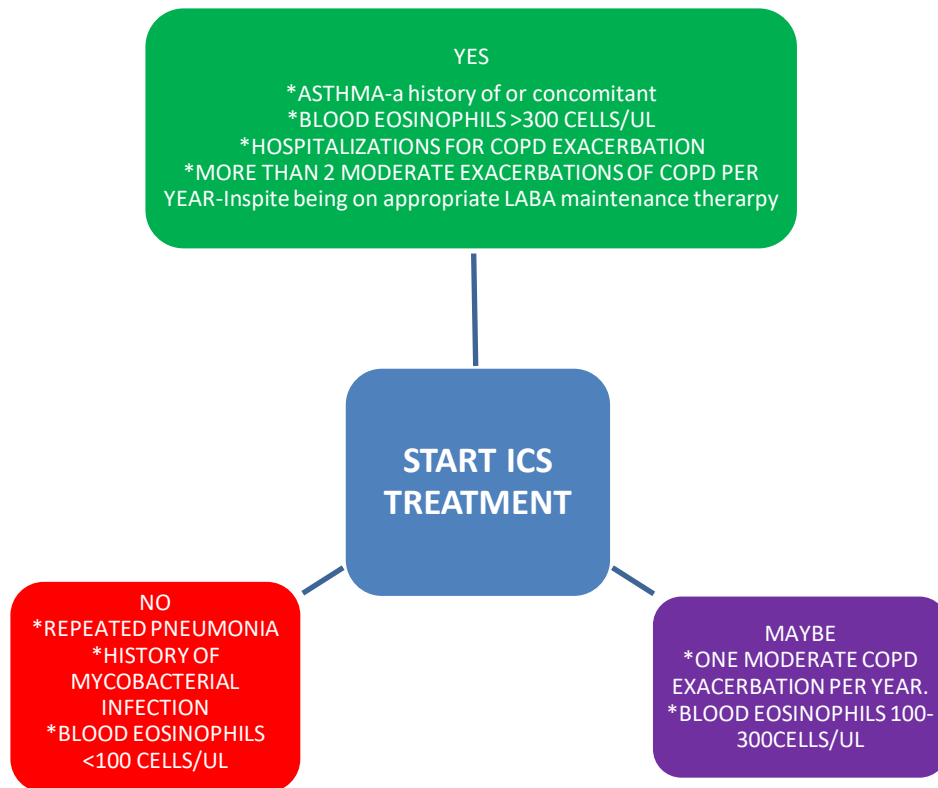 YES
*ASTHMA-a history of or concomitant
*BLOOD EOSINOPHILS >300 CELLS/UL
*HOSPITALIZATIONS FOR COPD EXACERBATION
*MORE THAN 2 MODERATE EXACERBATIONS OF COPD PER
YEAR-Inspite being on appropriate LABA maintenance therarpy
START ICS
TREATMENT
NO
*REPEATED PNEUMONIA
*HISTORY OF
MYCOBACTERIAL
INFECTION
*BLOOD EOSINOPHILS
<100 CELLS/UL
MAYBE
*ONE MODERATE COPD
EXACERBATION PER YEAR.
*BLOOD EOSINOPHILS 100-
300CELLS/UL